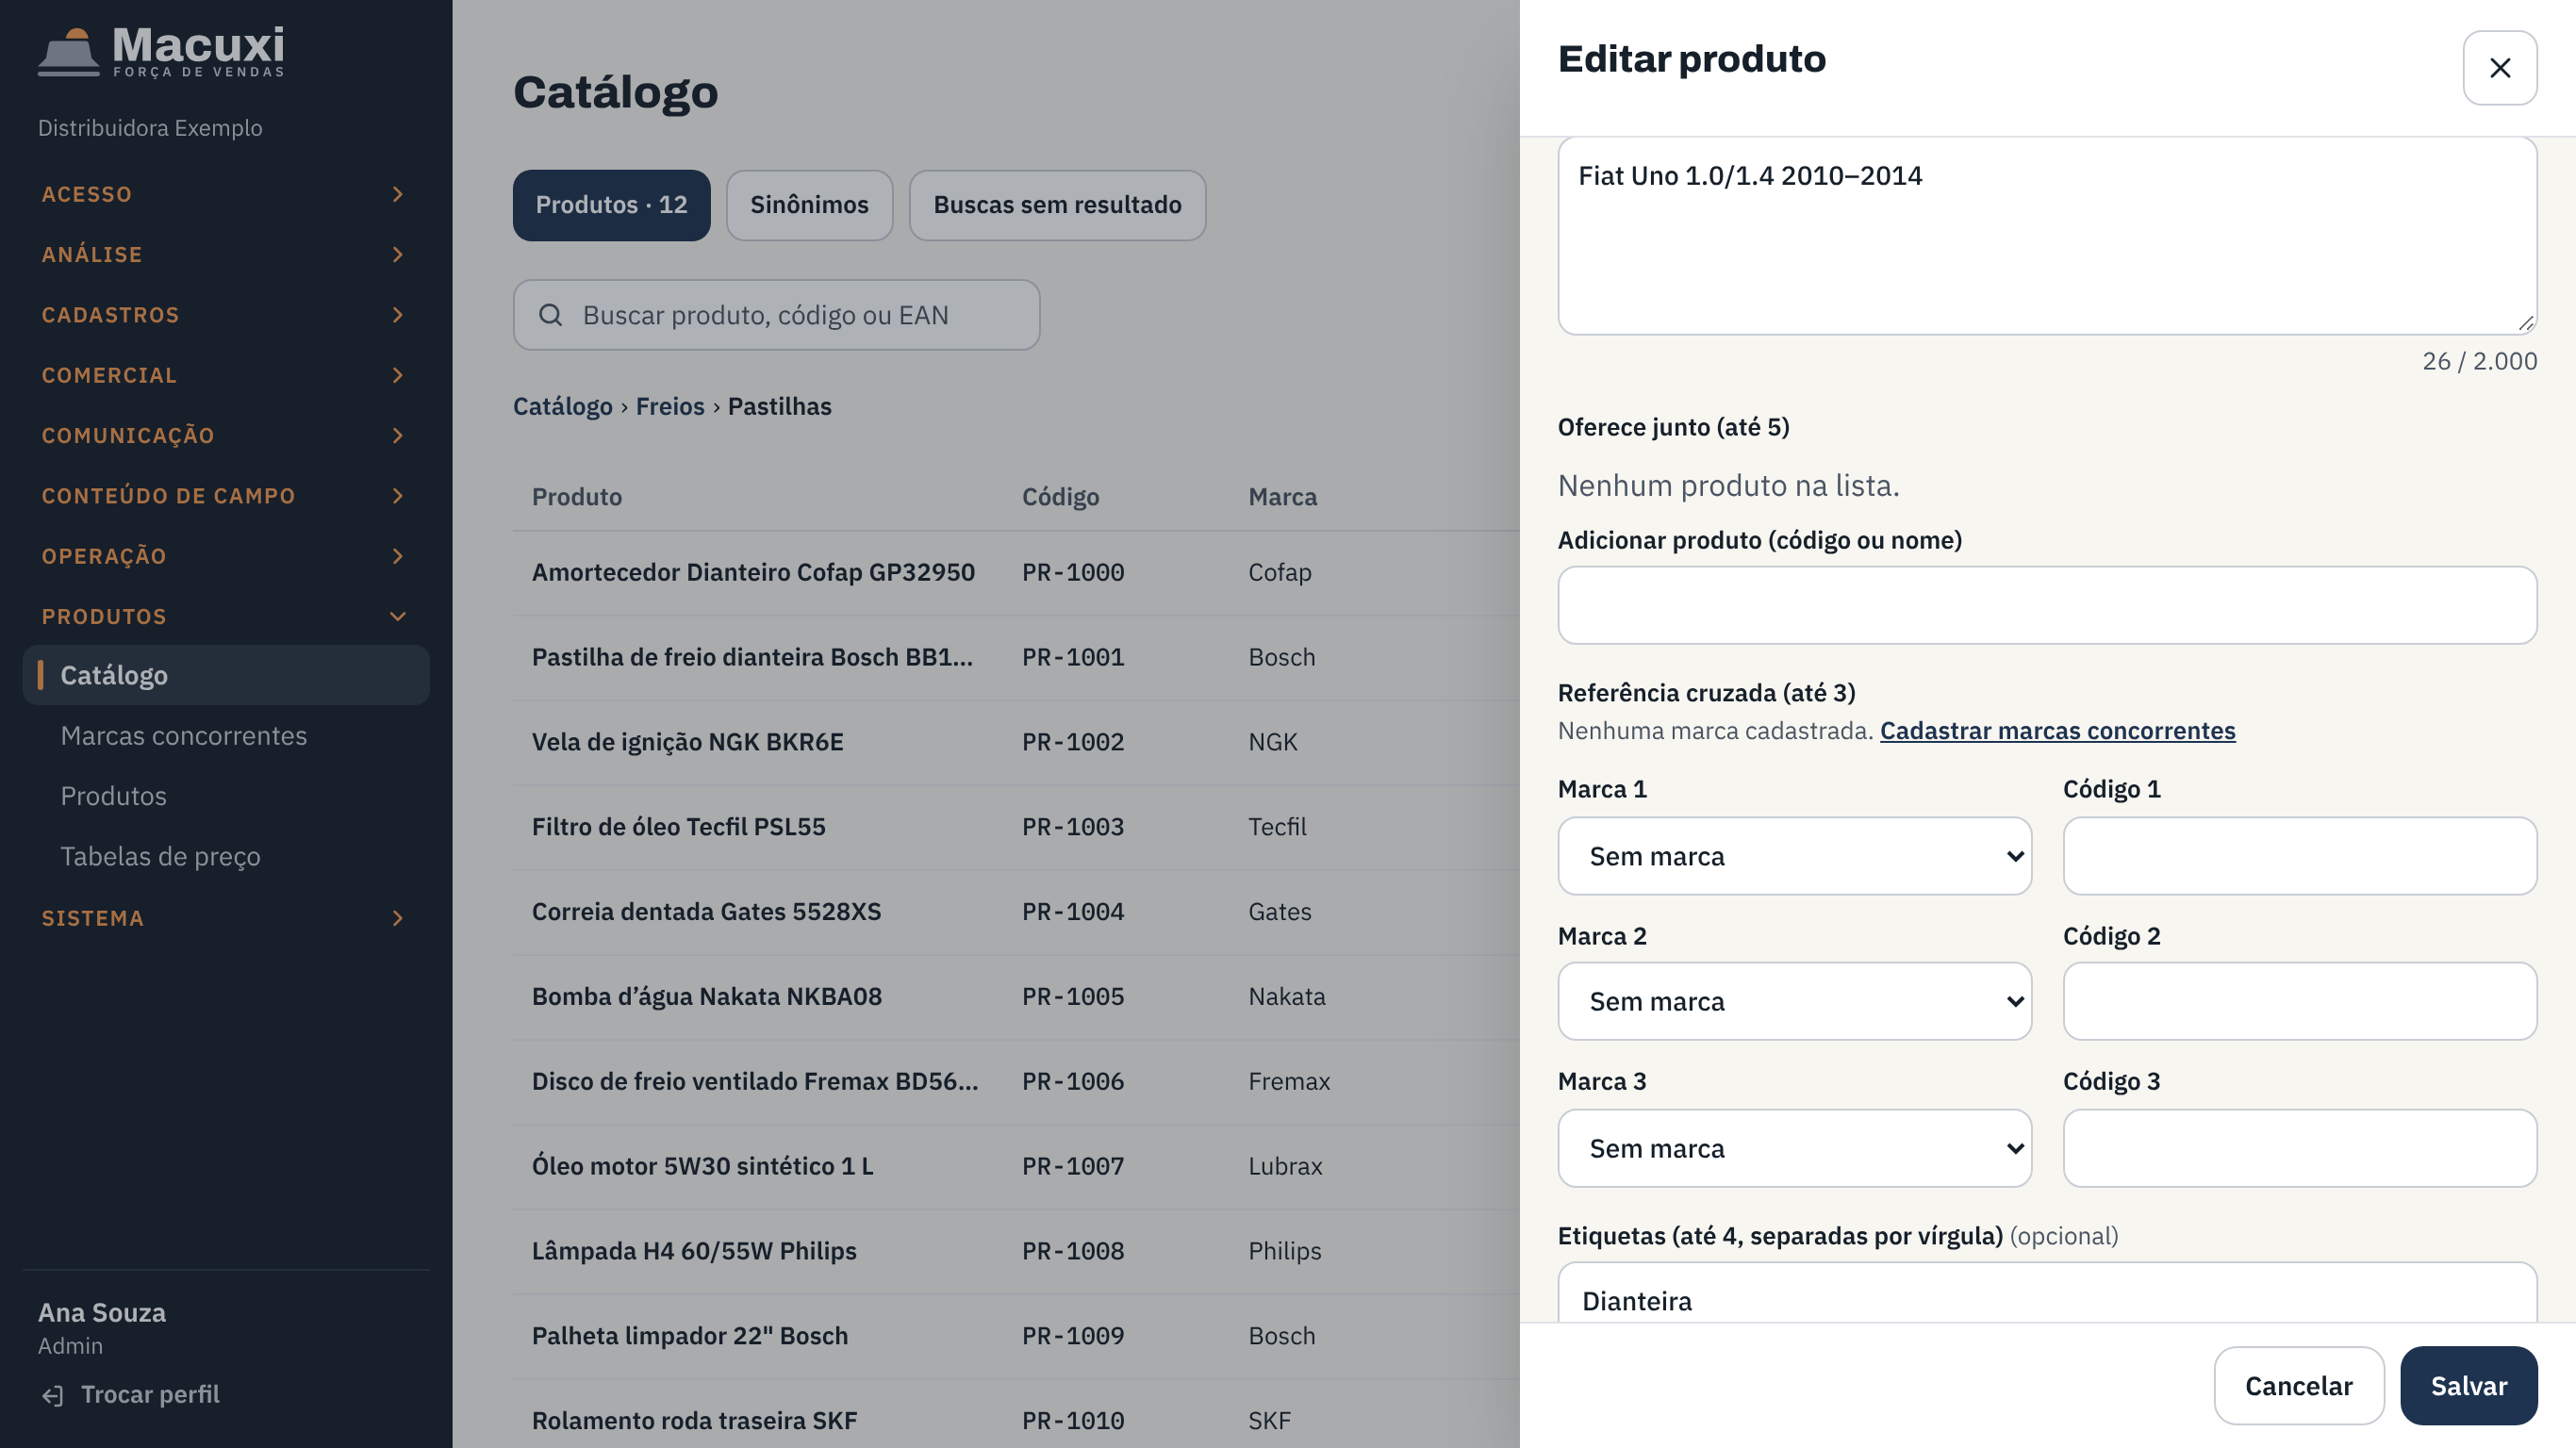 Macuxi
FORÇA DE VENDAS
Distribuidora Exemplo
ACESSO
ANÁLISE
CADASTROS
COMERCIAL
COMUNICAÇÃO
CONTEÚDO DE CAMPO
OPERAÇÃO
PRODUTOS
Catálogo
Marcas concorrentes
Produtos
Tabelas de preço
SISTEMA
Ana Souza
Admin
Trocar perfil
Catálogo
Produtos · 12 Sinônimos Buscas sem resultado
Buscar produto, código ou EAN
Catálogo › Freios › Pastilhas
Produto Código Marca
Amortecedor Dianteiro Cofap GP32950 PR-1000 Cofap
Pastilha de freio dianteira Bosch BB1... PR-1001 Bosch
Vela de ignição NGK BKR6E PR-1002 NGK
Filtro de óleo Tecfil PSL55 PR-1003 Tecfil
Correia dentada Gates 5528XS PR-1004 Gates
Bomba d’água Nakata NKBA08 PR-1005 Nakata
Disco de freio ventilado Fremax BD56... PR-1006 Fremax
Óleo motor 5W30 sintético 1 L PR-1007 Lubrax
Lâmpada H4 60/55W Philips PR-1008 Philips
Palheta limpador 22" Bosch PR-1009 Bosch
Rolamento roda traseira SKF PR-1010 SKF
Editar produto
Fiat Uno 1.0/1.4 2010–2014
26 / 2.000
Oferece junto (até 5)
Nenhum produto na lista.
Adicionar produto (código ou nome)
Referência cruzada (até 3)
Nenhuma marca cadastrada. Cadastrar marcas concorrentes
Marca 1 Código 1
Sem marca
Marca 2 Código 2
Sem marca
Marca 3 Código 3
Sem marca
Etiquetas (até 4, separadas por vírgula) (opcional)
Dianteira
Cancelar Salvar